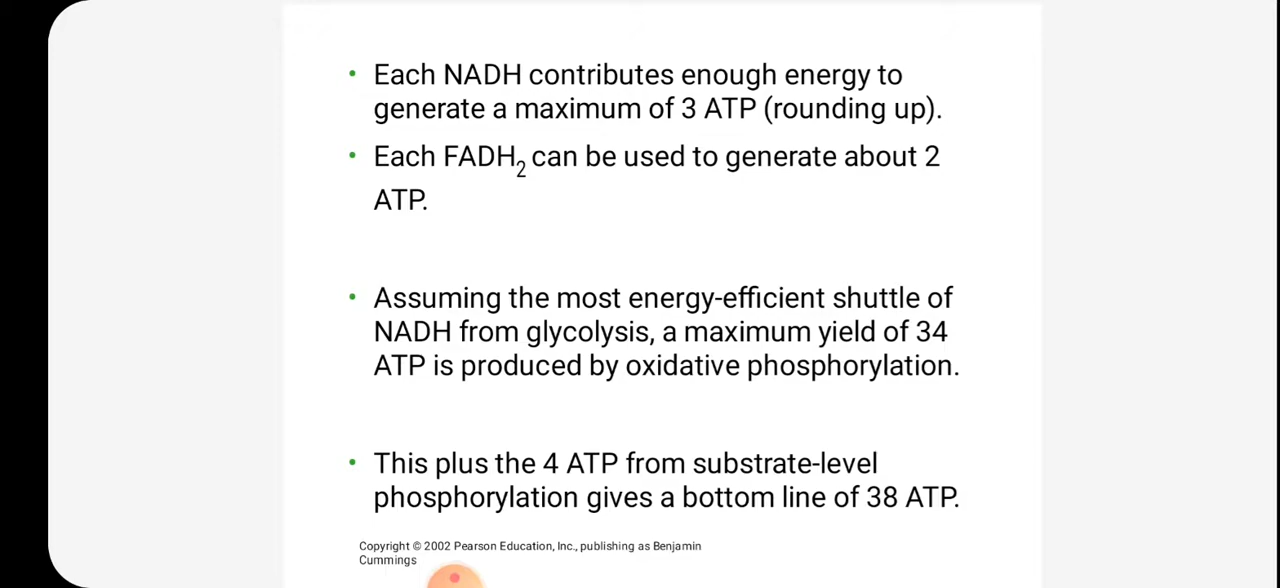 • Each NADH contributes enough energy to
generate a maximum of 3 ATP (rounding up).
• Each FADH₂ can be used to generate about 2
ATP.
• Assuming the most energy-efficient shuttle of
NADH from glycolysis, a maximum yield of 34
ATP is produced by oxidative phosphorylation.
• This plus the 4 ATP from substrate-level
phosphorylation gives a bottom line of 38 ATP.
Copyright © 2002 Pearson Education, Inc., publishing as Benjamin
Cummings